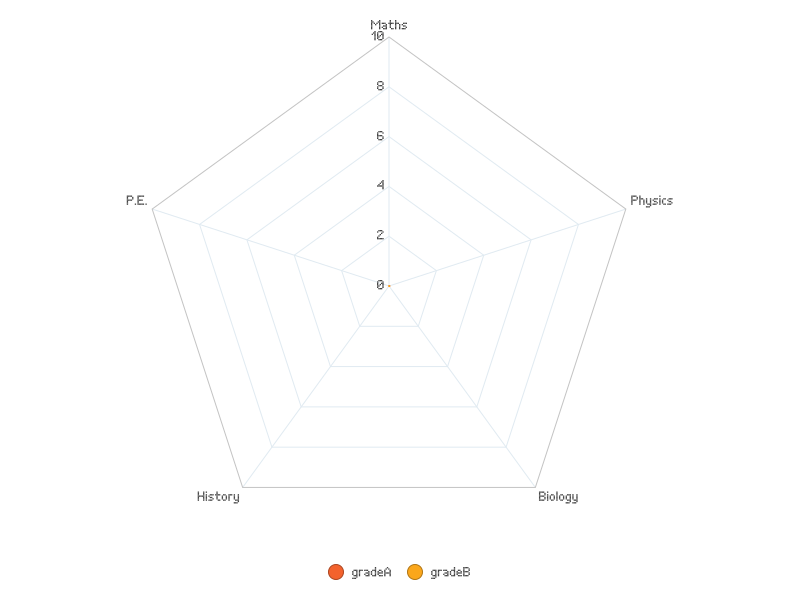 Maths
10
8
6
P.E.
Physics
4
2
0
History
Biology
gradeA
gradeB